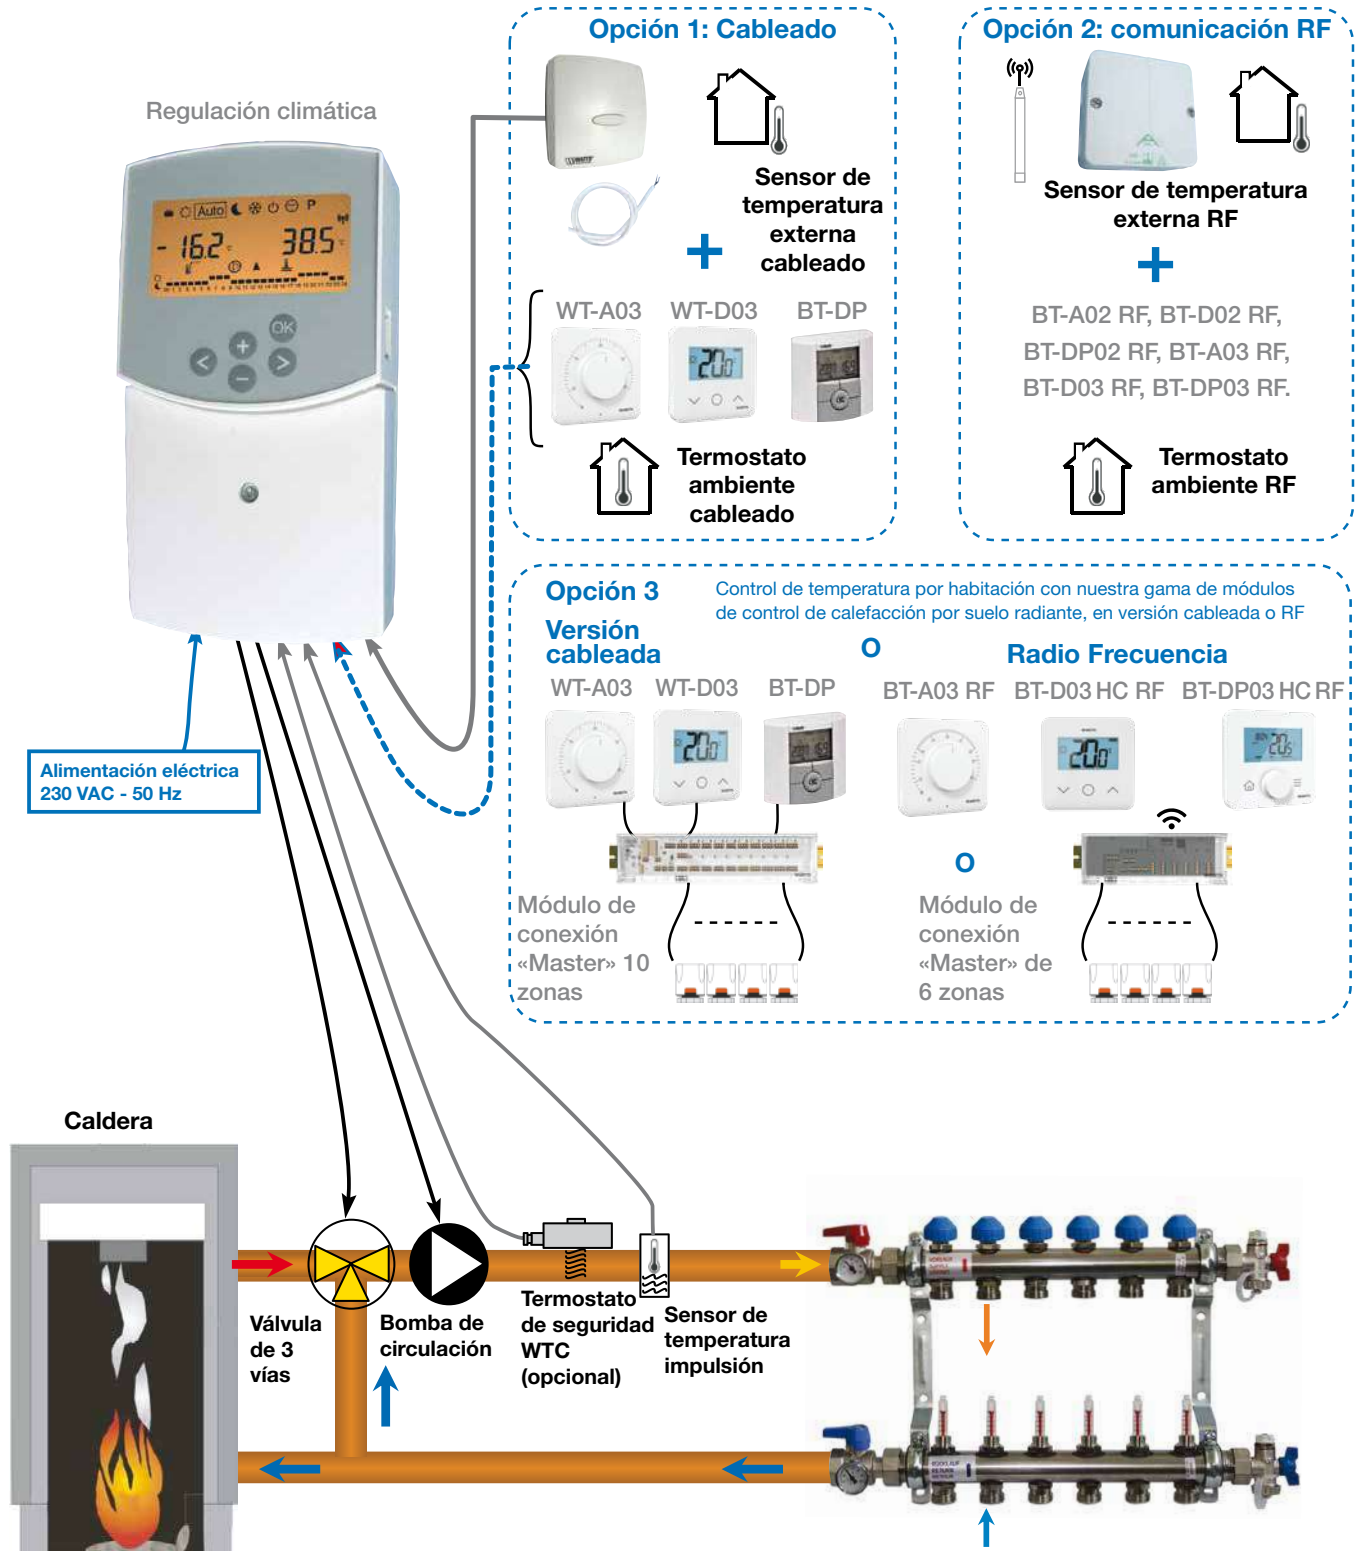 Opción 1: Cableado
Opción 2: comunicación RF
Regulación climática
Auto
P
- 16.2
38.5
OK
Sensor de
temperatura
externa
cableado
Sensor de temperatura
externa RF
WT-A03
WT-D03
BT-DP
20.0
BT-A02 RF, BT-D02 RF,
BT-DP02 RF, BT-A03 RF,
BT-D03 RF, BT-DP03 RF.
Termostato
ambiente
cableado
Termostato
ambiente RF
Opción 3
Control de temperatura por habitación con nuestra gama de módulos
de control de calefacción por suelo radiante, en versión cableada o RF
Versión
cableada
O
Radio Frecuencia
WT-A03
WT-D03
BT-DP
BT-A03 RF
BT-D03 HC RF
BT-DP03 HC RF
20.0
20.0
20.5
Alimentación eléctrica
230 VAC - 50 Hz
O
Módulo de
conexión
«Master» 10
zonas
Módulo de
conexión
«Master» de
6 zonas
Caldera
Válvula
de 3
vías
Bomba de
circulación
Termostato
de seguridad
WTC
(opcional)
Sensor de
temperatura
impulsión